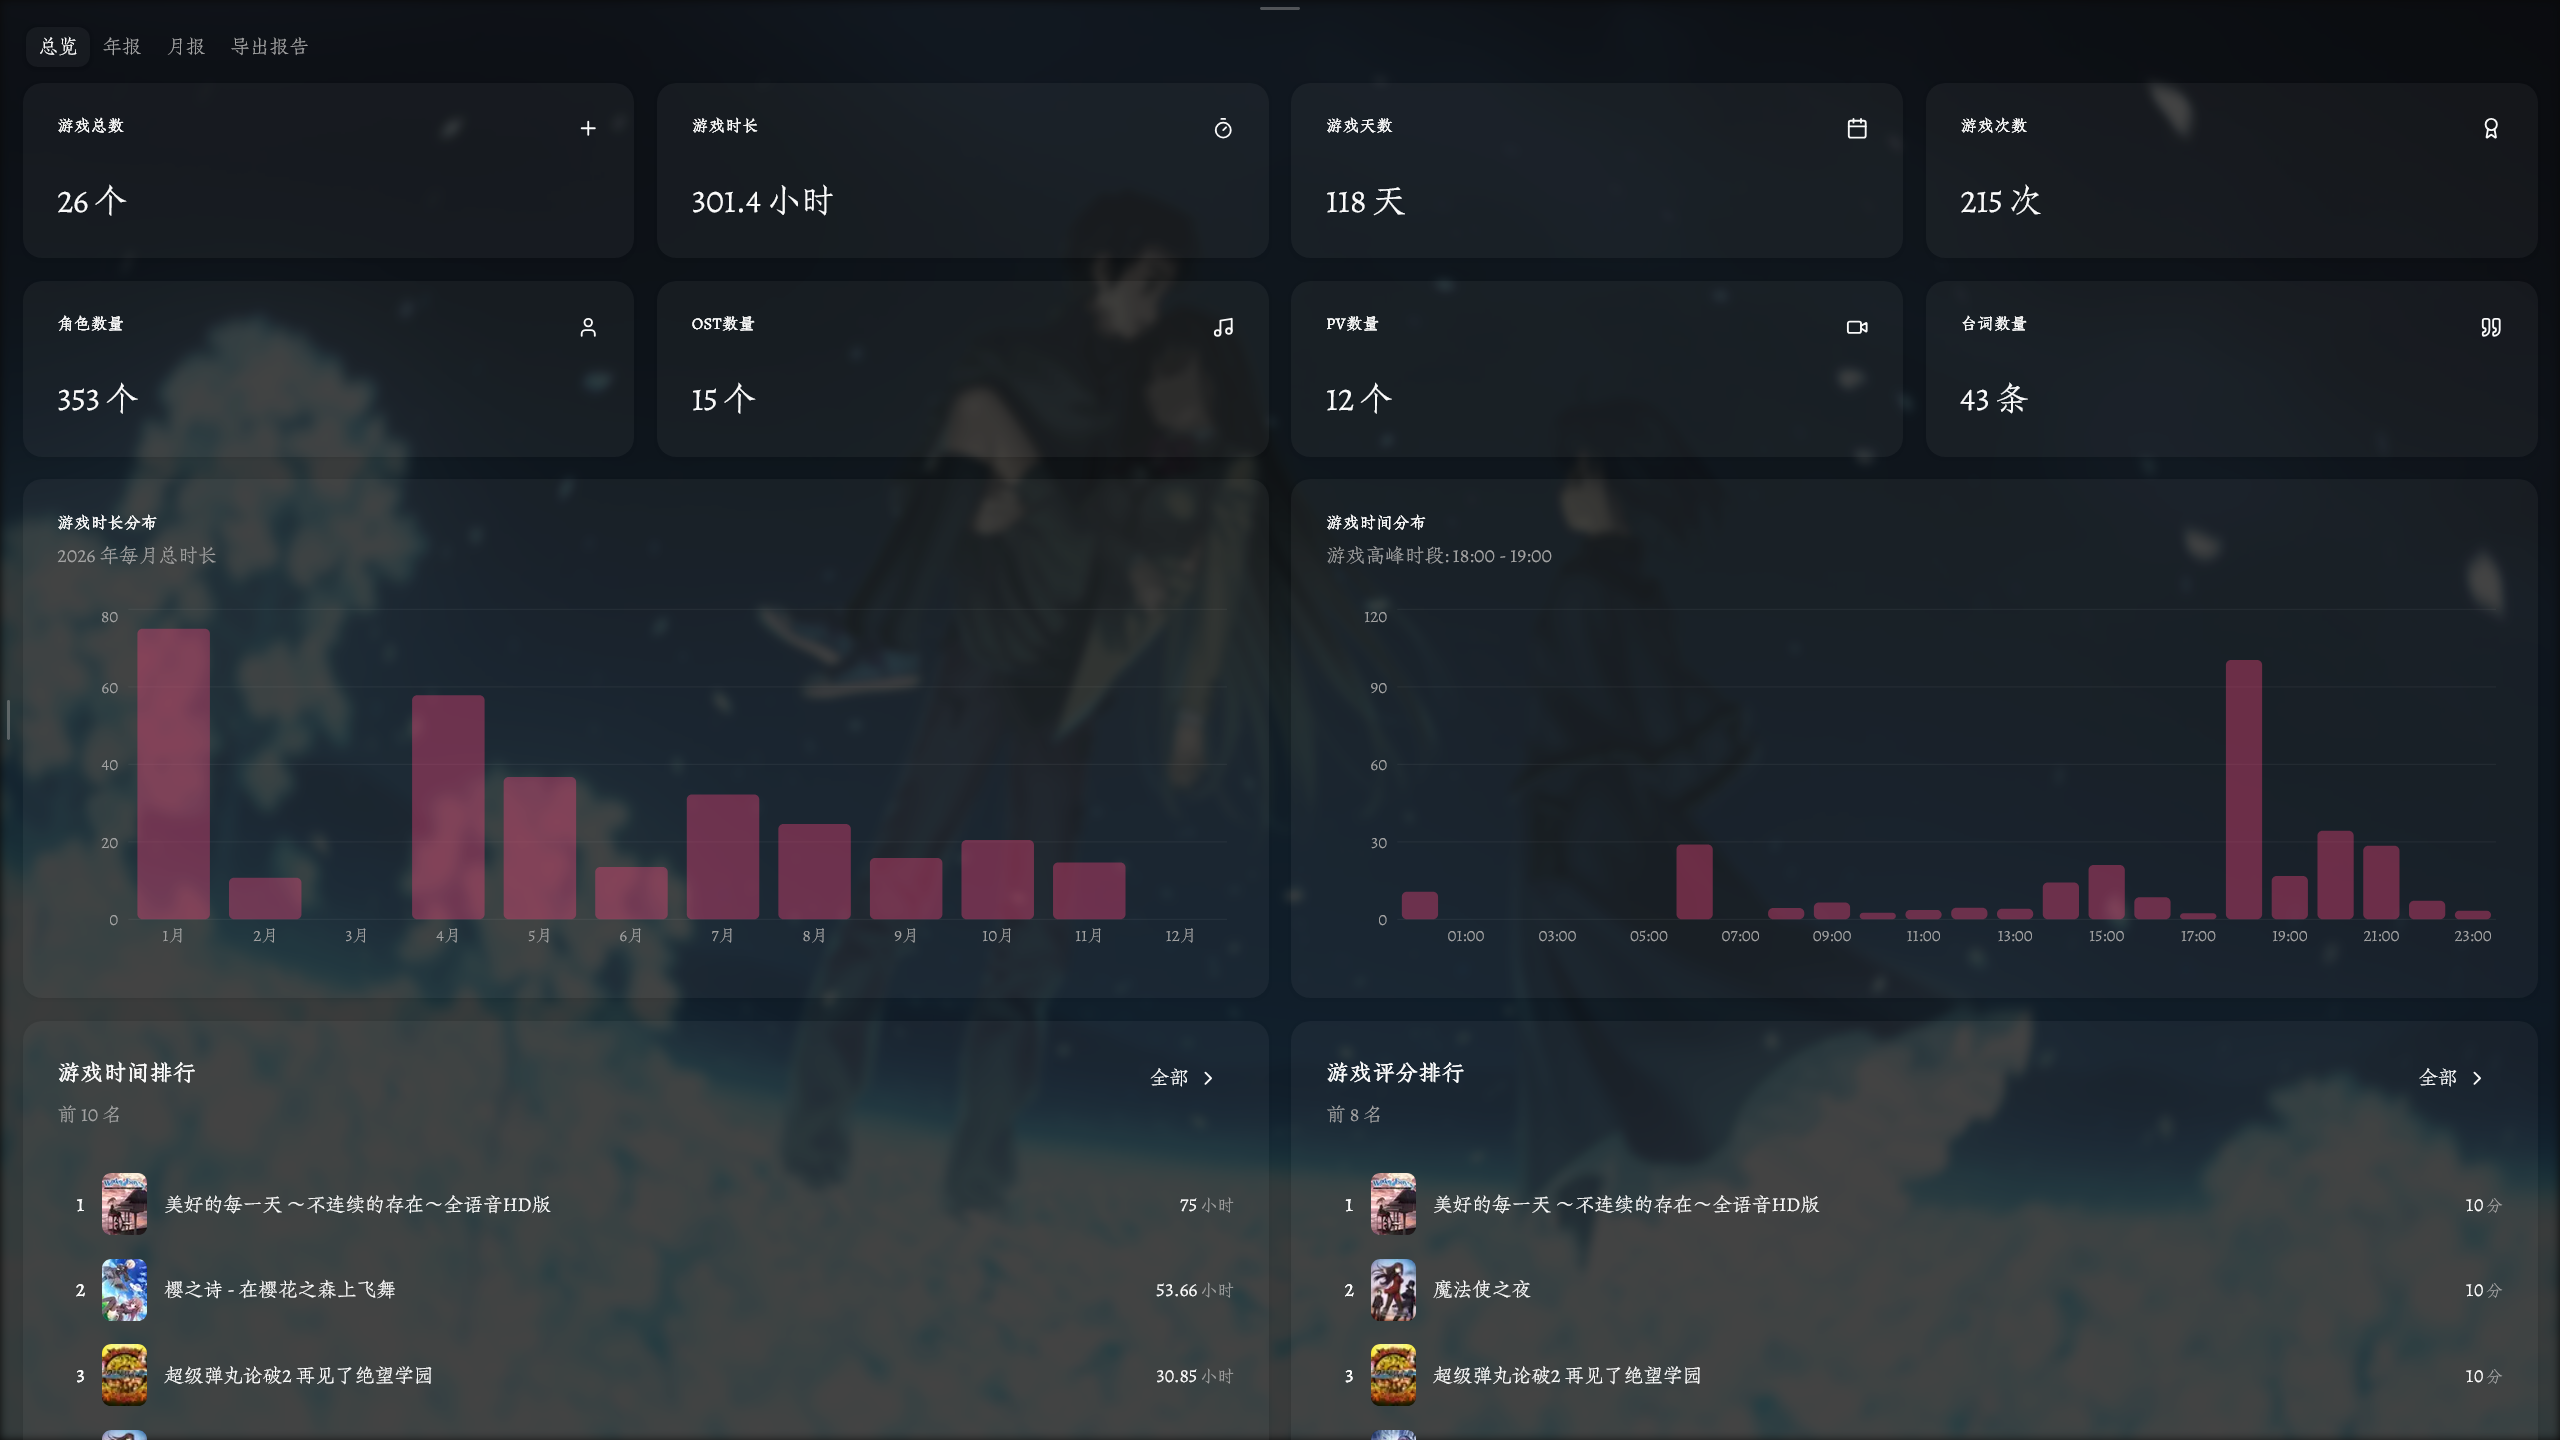 总览 年报 月报 导出报告
游戏总数
26 个
游戏时长
301.4 小时
游戏天数
118 天
游戏次数
215 次
角色数量
353 个
OST数量
15 个
PV数量
12 个
台词数量
43 条
游戏时长分布
2026 年每月总时长
80
60
40
20
0
1月 2月 3月 4月 5月 6月 7月 8月 9月 10月 11月 12月
游戏时间分布
游戏高峰时段: 18:00 - 19:00
120
90
60
30
0
01:00 03:00 05:00 07:00 09:00 11:00 13:00 15:00 17:00 19:00 21:00 23:00
游戏时间排行
全部
前 10 名
1 美好的每一天 ～不连续的存在～全语音HD版 75 小时
2 樱之诗 - 在樱花之森上飞舞 53.66 小时
3 超级弹丸论破2 再见了绝望学园 30.85 小时
游戏评分排行
全部
前 8 名
1 美好的每一天 ～不连续的存在～全语音HD版 10 分
2 魔法使之夜 10 分
3 超级弹丸论破2 再见了绝望学园 10 分